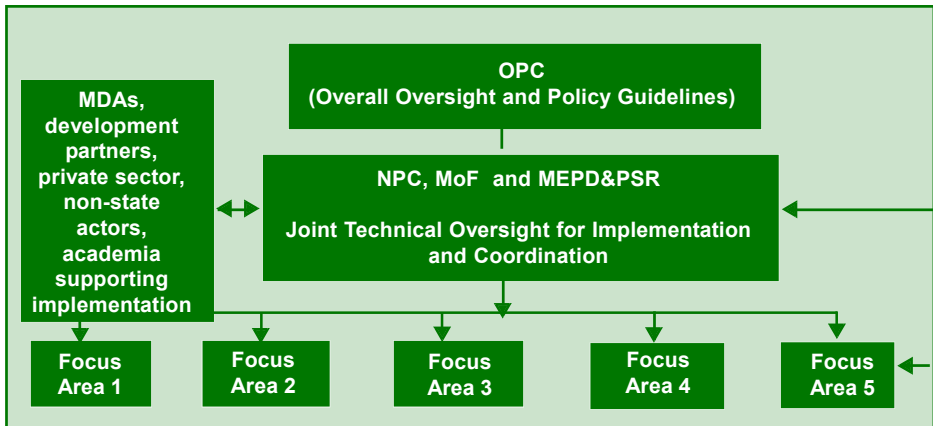 OPC
(Overall Oversight and Policy Guidelines)
MDAs,
development
partners,
private sector,
non-state
actors,
academia
supporting
implementation
NPC, MoF and MEPD&PSR
Joint Technical Oversight for Implementation
and Coordination
Focus
Area 1
Focus
Area 2
Focus
Area 3
Focus
Area 4
Focus
Area 5